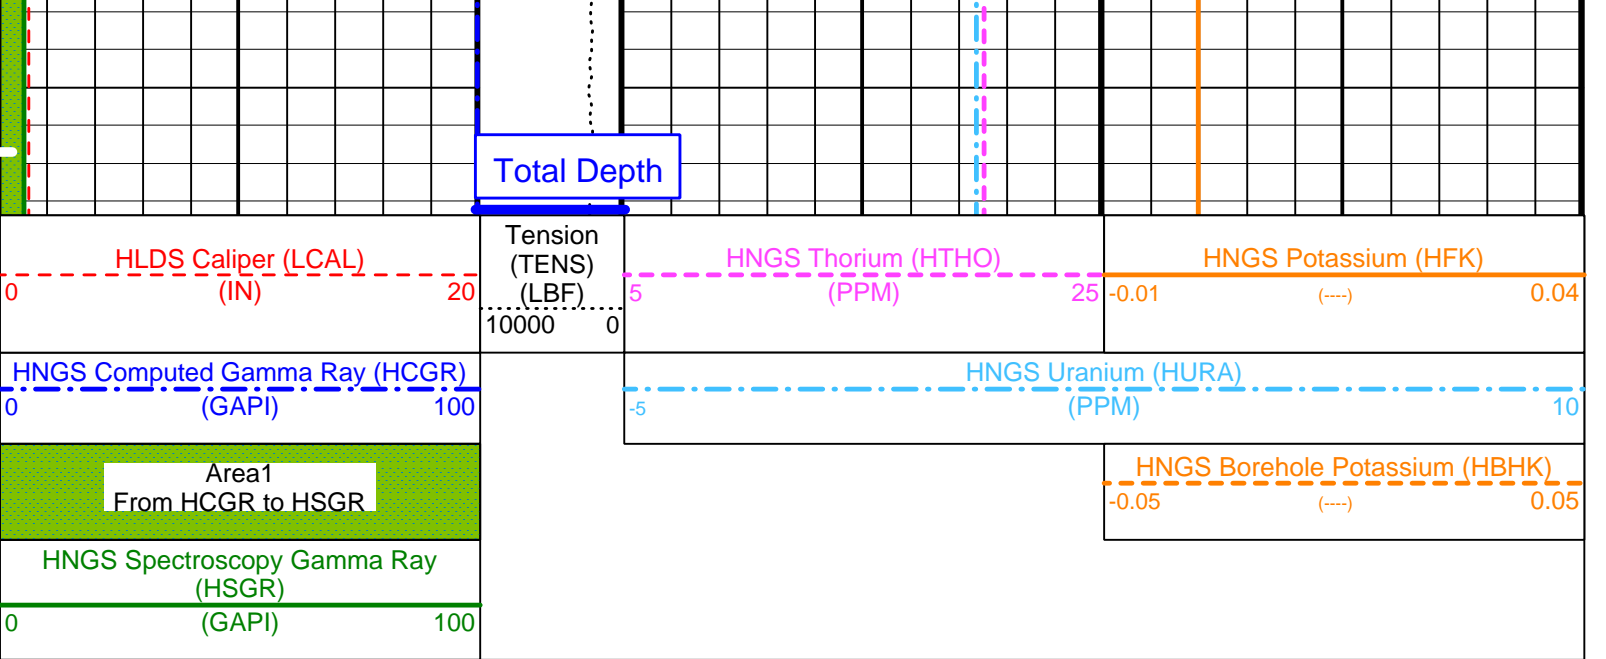 Total Depth
HLDS Caliper (LCAL)
0 (IN) 20
Tension
(TENS)
(LBF)
10000 0
HNGS Thorium (HTHO)
5 (PPM) 25
HNGS Potassium (HFK)
-0.01 (----) 0.04
HNGS Computed Gamma Ray (HCGR)
0 (GAPI) 100
HNGS Uranium (HURA)
-5 (PPM) 10
Area1
From HCGR to HSGR
HNGS Borehole Potassium (HBHK)
-0.05 (----) 0.05
HNGS Spectroscopy Gamma Ray
(HSGR)
0 (GAPI) 100